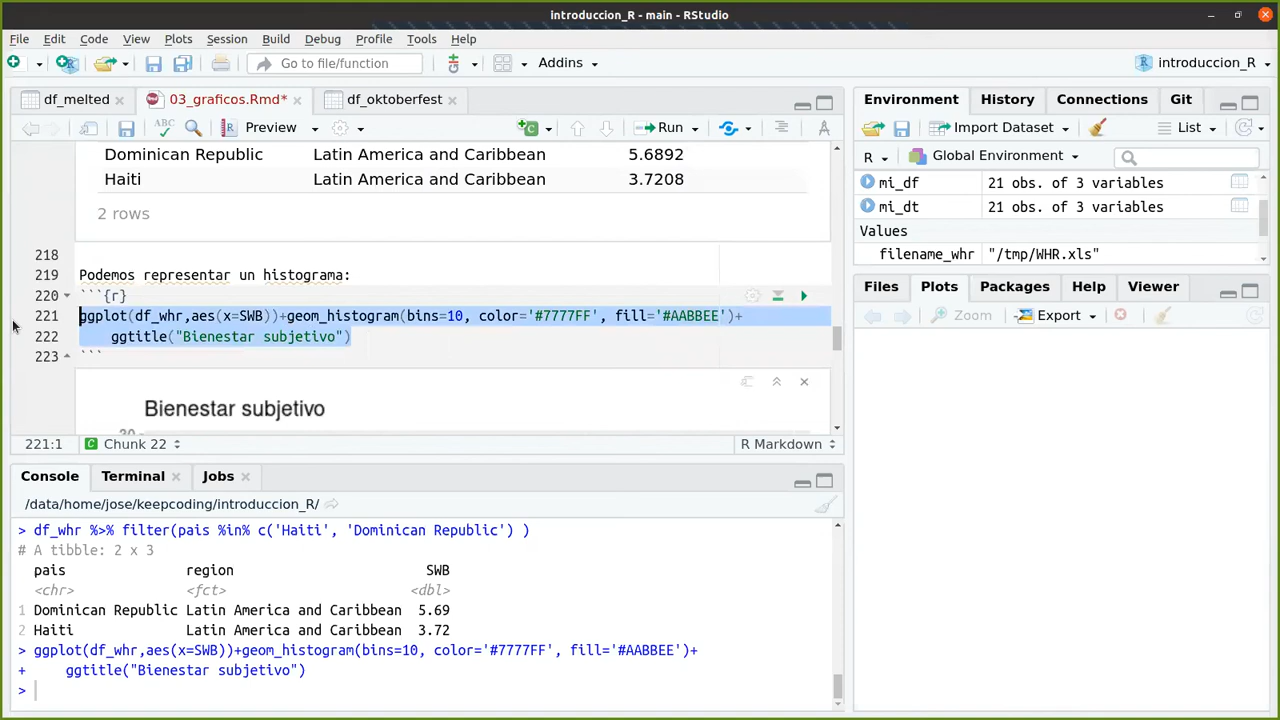 introduccion_R - main - RStudio
File Edit Code View Plots Session Build Debug Profile Tools Help
Go to file/function Addins introduccion_R
df_melted 03_graficos.Rmd* df_oktoberfest
ABC Preview Run
Dominican Republic Latin America and Caribbean 5.6892
Haiti Latin America and Caribbean 3.7208
2 rows
218
219 Podemos representar un histograma:
220 ```{r}
221 ggplot(df_whr,aes(x=SWB))+geom_histogram(bins=10, color='#7777FF', fill='#AABBEE')+
222 ggtitle("Bienestar subjetivo")
223 ```
Bienestar subjetivo
221:1 Chunk 22 R Markdown
Console Terminal Jobs
/data/home/jose/keepcoding/introduccion_R/
> df_whr %>% filter(pais %in% c('Haiti', 'Dominican Republic') )
# A tibble: 2 x 3
pais region SWB
<chr> <fct> <dbl>
1 Dominican Republic Latin America and Caribbean 5.69
2 Haiti Latin America and Caribbean 3.72
> ggplot(df_whr,aes(x=SWB))+geom_histogram(bins=10, color='#7777FF', fill='#AABBEE')+
+ ggtitle("Bienestar subjetivo")
>
Environment History Connections Git
Import Dataset List
R Global Environment
mi_df 21 obs. of 3 variables
mi_dt 21 obs. of 3 variables
Values
filename_whr "/tmp/WHR.xls"
Files Plots Packages Help Viewer
Zoom Export